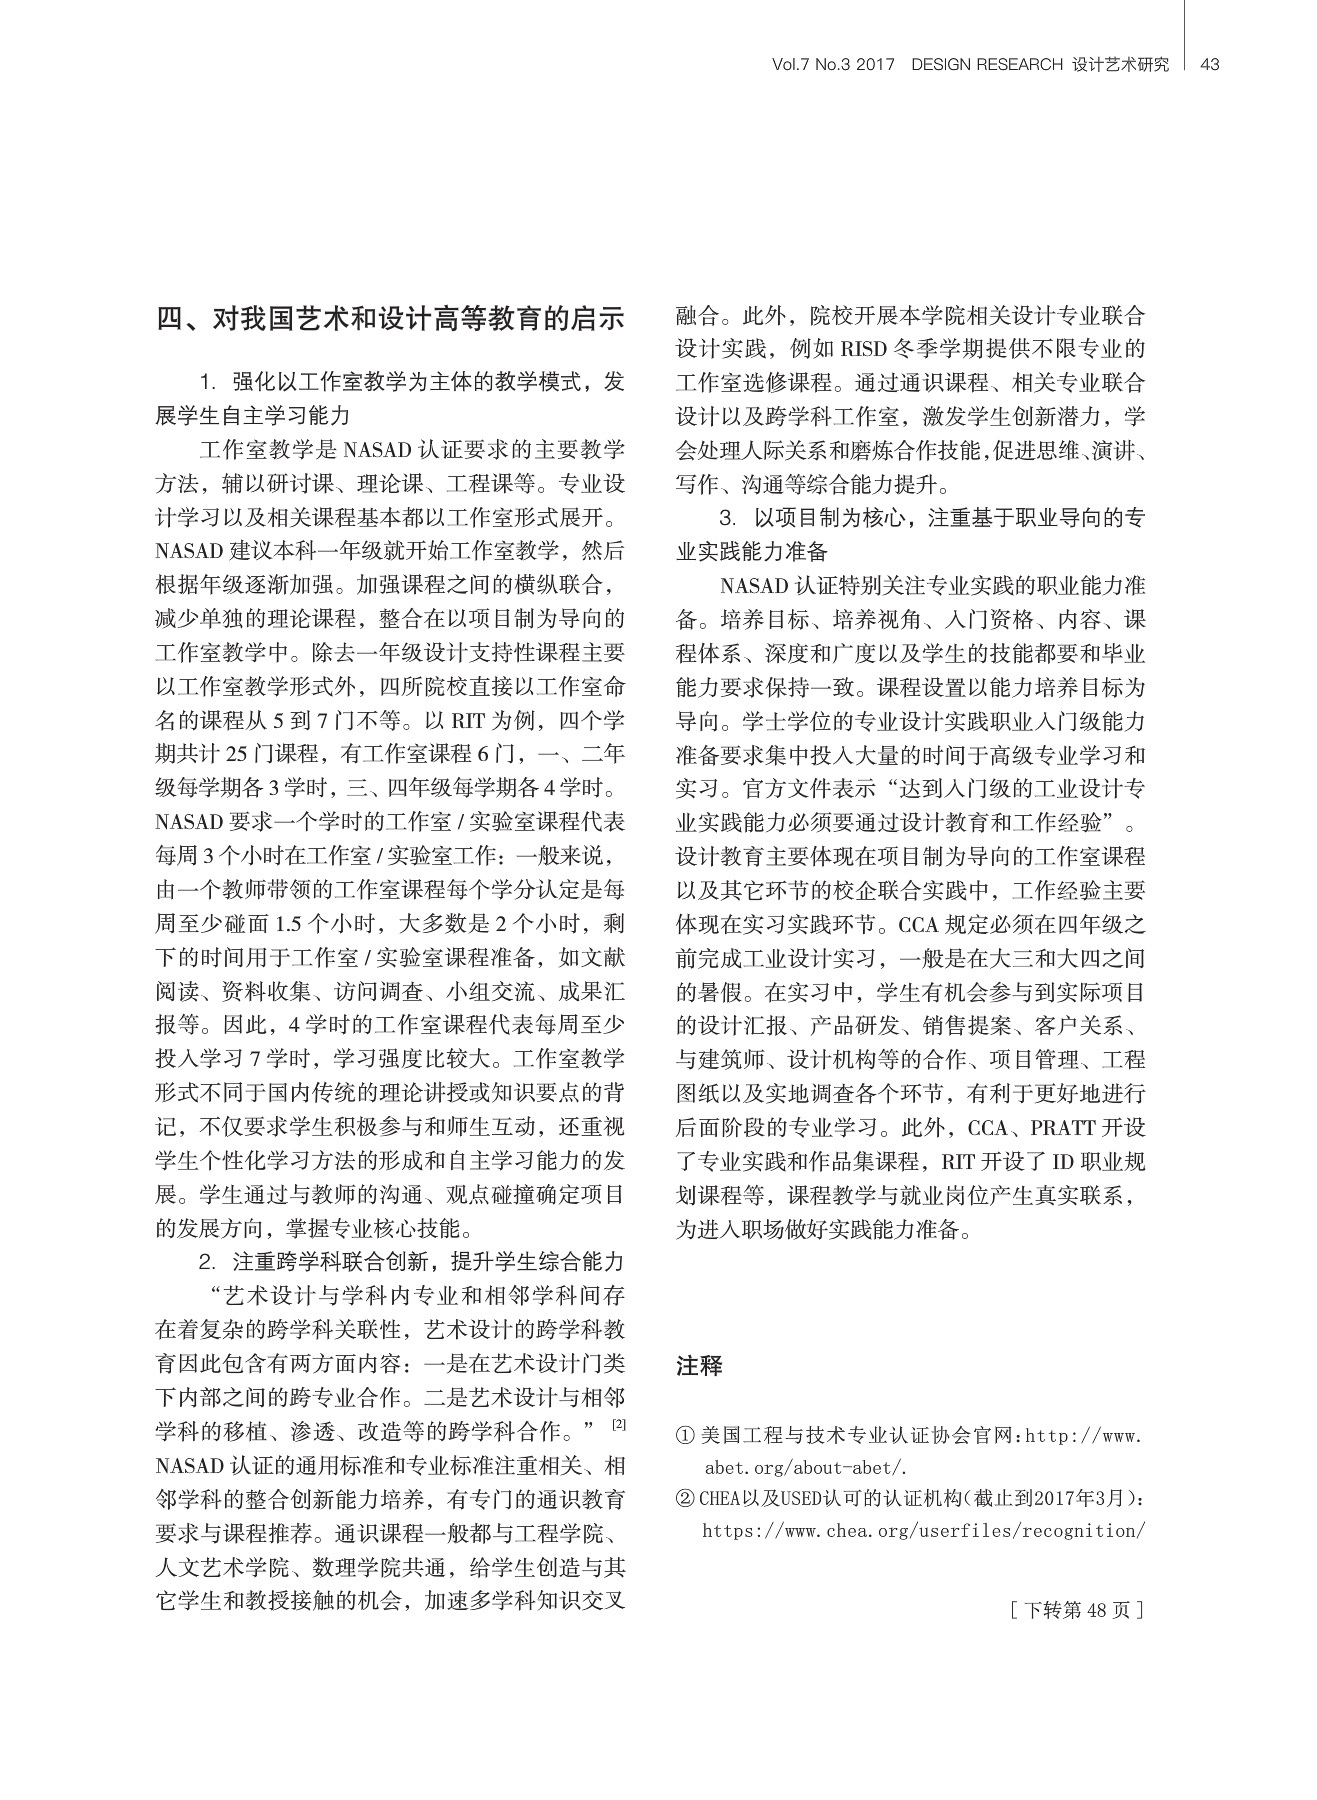 Vol.7 No.3 2017 DESIGN RESEARCH 设计艺术研究 43
四、对我国艺术和设计高等教育的启示
1. 强化以工作室教学为主体的教学模式，发
展学生自主学习能力
工作室教学是 NASAD 认证要求的主要教学
方法，辅以研讨课、理论课、工程课等。专业设
计学习以及相关课程基本都以工作室形式展开。
NASAD 建议本科一年级就开始工作室教学，然后
根据年级逐渐加强。加强课程之间的横纵联合，
减少单独的理论课程，整合在以项目制为导向的
工作室教学中。除去一年级设计支持性课程主要
以工作室教学形式外，四所院校直接以工作室命
名的课程从 5 到 7 门不等。以 RIT 为例，四个学
期共计 25 门课程，有工作室课程 6 门，一、二年
级每学期各 3 学时，三、四年级每学期各 4 学时。
NASAD 要求一个学时的工作室 / 实验室课程代表
每周 3 个小时在工作室 / 实验室工作：一般来说，
由一个教师带领的工作室课程每个学分认定是每
周至少碰面 1.5 个小时，大多数是 2 个小时，剩
下的时间用于工作室 / 实验室课程准备，如文献
阅读、资料收集、访问调查、小组交流、成果汇
报等。因此，4 学时的工作室课程代表每周至少
投入学习 7 学时，学习强度比较大。工作室教学
形式不同于国内传统的理论讲授或知识要点的背
记，不仅要求学生积极参与和师生互动，还重视
学生个性化学习方法的形成和自主学习能力的发
展。学生通过与教师的沟通、观点碰撞确定项目
的发展方向，掌握专业核心技能。
2. 注重跨学科联合创新，提升学生综合能力
“艺术设计与学科内专业和相邻学科间存
在着复杂的跨学科关联性，艺术设计的跨学科教
育因此包含有两方面内容：一是在艺术设计门类
下内部之间的跨专业合作。二是艺术设计与相邻
学科的移植、渗透、改造等的跨学科合作。” [2]
NASAD 认证的通用标准和专业标准注重相关、相
邻学科的整合创新能力培养，有专门的通识教育
要求与课程推荐。通识课程一般都与工程学院、
人文艺术学院、数理学院共通，给学生创造与其
它学生和教授接触的机会，加速多学科知识交叉
融合。此外，院校开展本学院相关设计专业联合
设计实践，例如 RISD 冬季学期提供不限专业的
工作室选修课程。通过通识课程、相关专业联合
设计以及跨学科工作室，激发学生创新潜力，学
会处理人际关系和磨炼合作技能，促进思维、演讲、
写作、沟通等综合能力提升。
3. 以项目制为核心，注重基于职业导向的专
业实践能力准备
NASAD 认证特别关注专业实践的职业能力准
备。培养目标、培养视角、入门资格、内容、课
程体系、深度和广度以及学生的技能都要和毕业
能力要求保持一致。课程设置以能力培养目标为
导向。学士学位的专业设计实践职业入门级能力
准备要求集中投入大量的时间于高级专业学习和
实习。官方文件表示“达到入门级的工业设计专
业实践能力必须要通过设计教育和工作经验”。
设计教育主要体现在项目制为导向的工作室课程
以及其它环节的校企联合实践中，工作经验主要
体现在实习实践环节。CCA 规定必须在四年级之
前完成工业设计实习，一般是在大三和大四之间
的暑假。在实习中，学生有机会参与到实际项目
的设计汇报、产品研发、销售提案、客户关系、
与建筑师、设计机构等的合作、项目管理、工程
图纸以及实地调查各个环节，有利于更好地进行
后面阶段的专业学习。此外，CCA、PRATT 开设
了专业实践和作品集课程，RIT 开设了 ID 职业规
划课程等，课程教学与就业岗位产生真实联系，
为进入职场做好实践能力准备。
注释
① 美国工程与技术专业认证协会官网：http://www.
abet.org/about-abet/.
② CHEA以及USED认可的认证机构（截止到2017年3月）：
https://www.chea.org/userfiles/recognition/
[ 下转第 48 页 ]